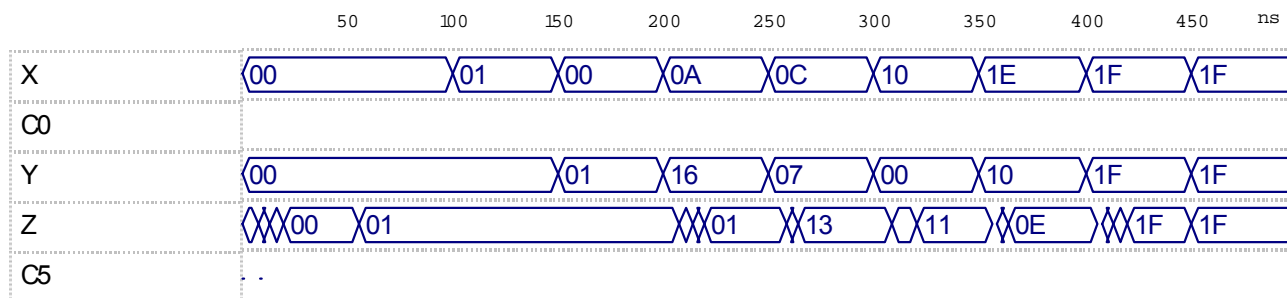 50 100 150 200 250 300 350 400 450 ns
X 00 01 00 0A 0C 10 1E 1F 1F
C0
Y 00 01 16 07 00 10 1F 1F
Z 00 01 01 13 11 0E 1F 1F
C5